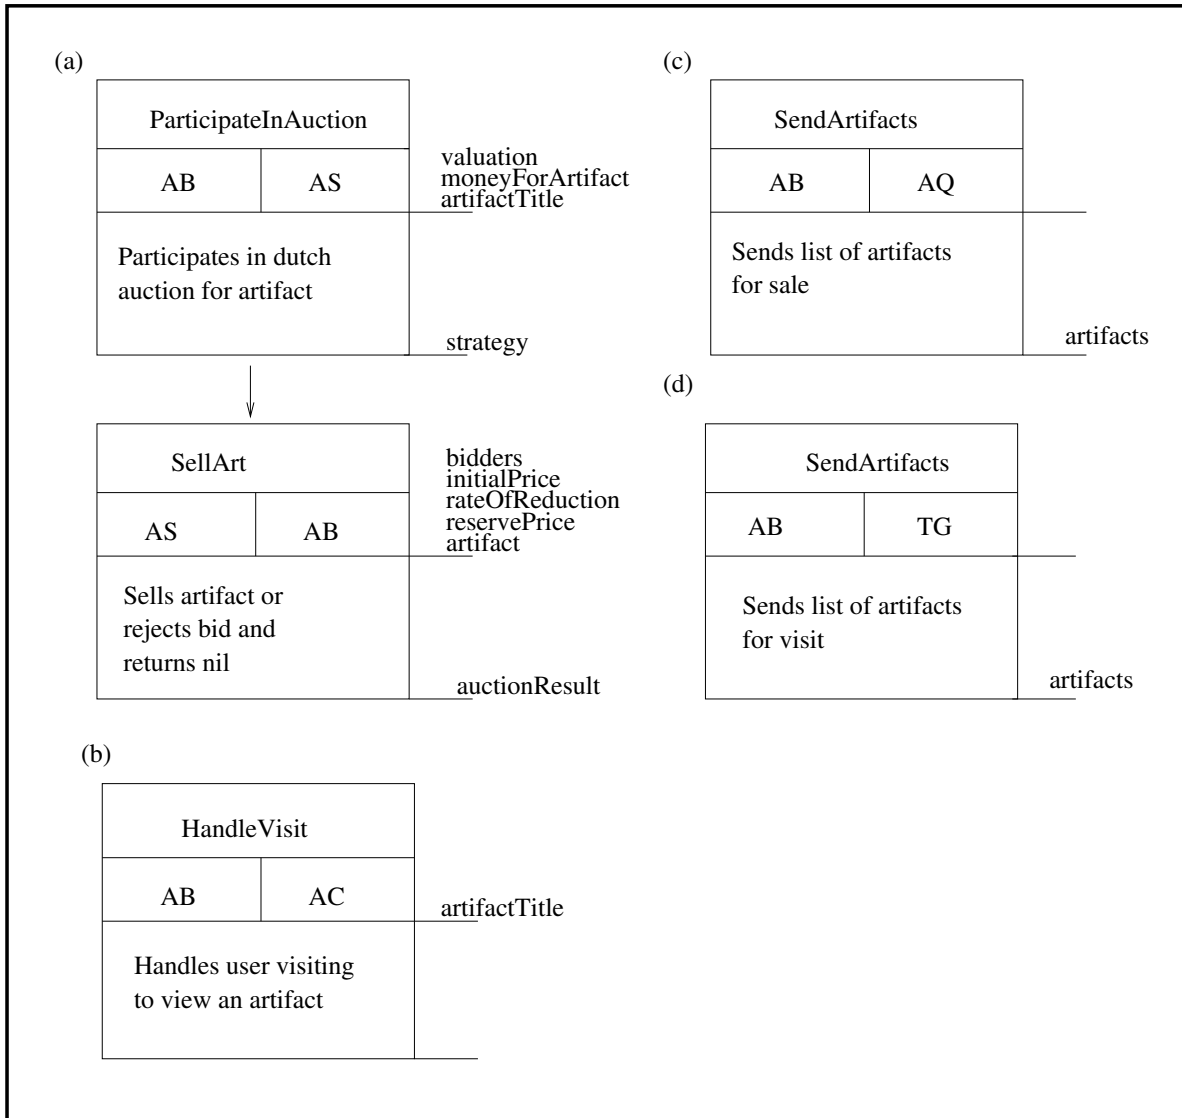 (a)
ParticipateInAuction
AB AS
valuation
moneyForArtifact
artifactTitle
Participates in dutch
auction for artifact
strategy
SellArt
AS AB
bidders
initialPrice
rateOfReduction
reservePrice
artifact
Sells artifact or
rejects bid and
returns nil
auctionResult
(b)
HandleVisit
AB AC
artifactTitle
Handles user visiting
to view an artifact
(c)
SendArtifacts
AB AQ
Sends list of artifacts
for sale
artifacts
(d)
SendArtifacts
AB TG
Sends list of artifacts
for visit
artifacts